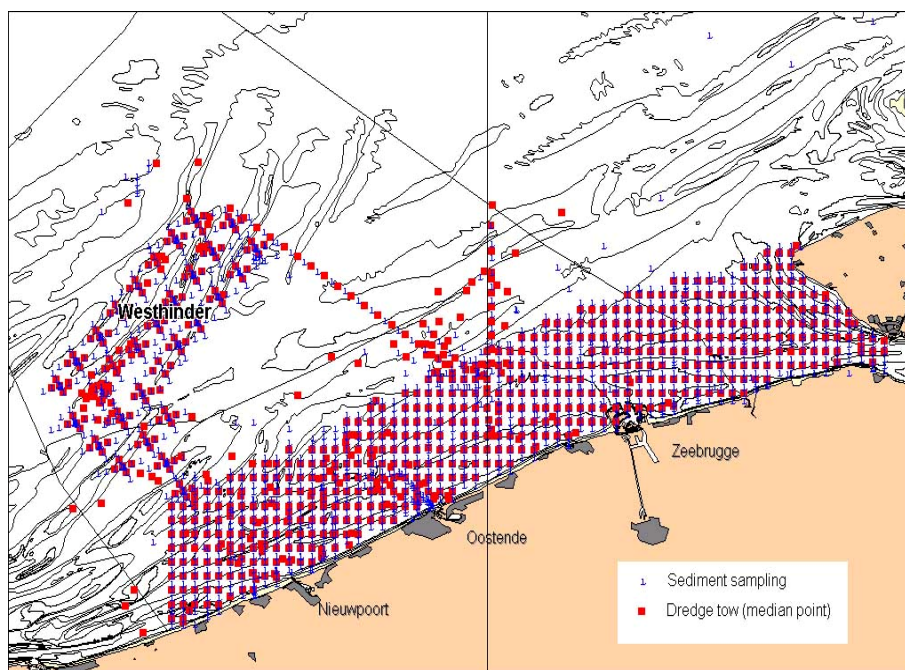 Westhinder
Zeebrugge
Oostende
Nieuwpoort
Sediment sampling
Dredge tow (median point)